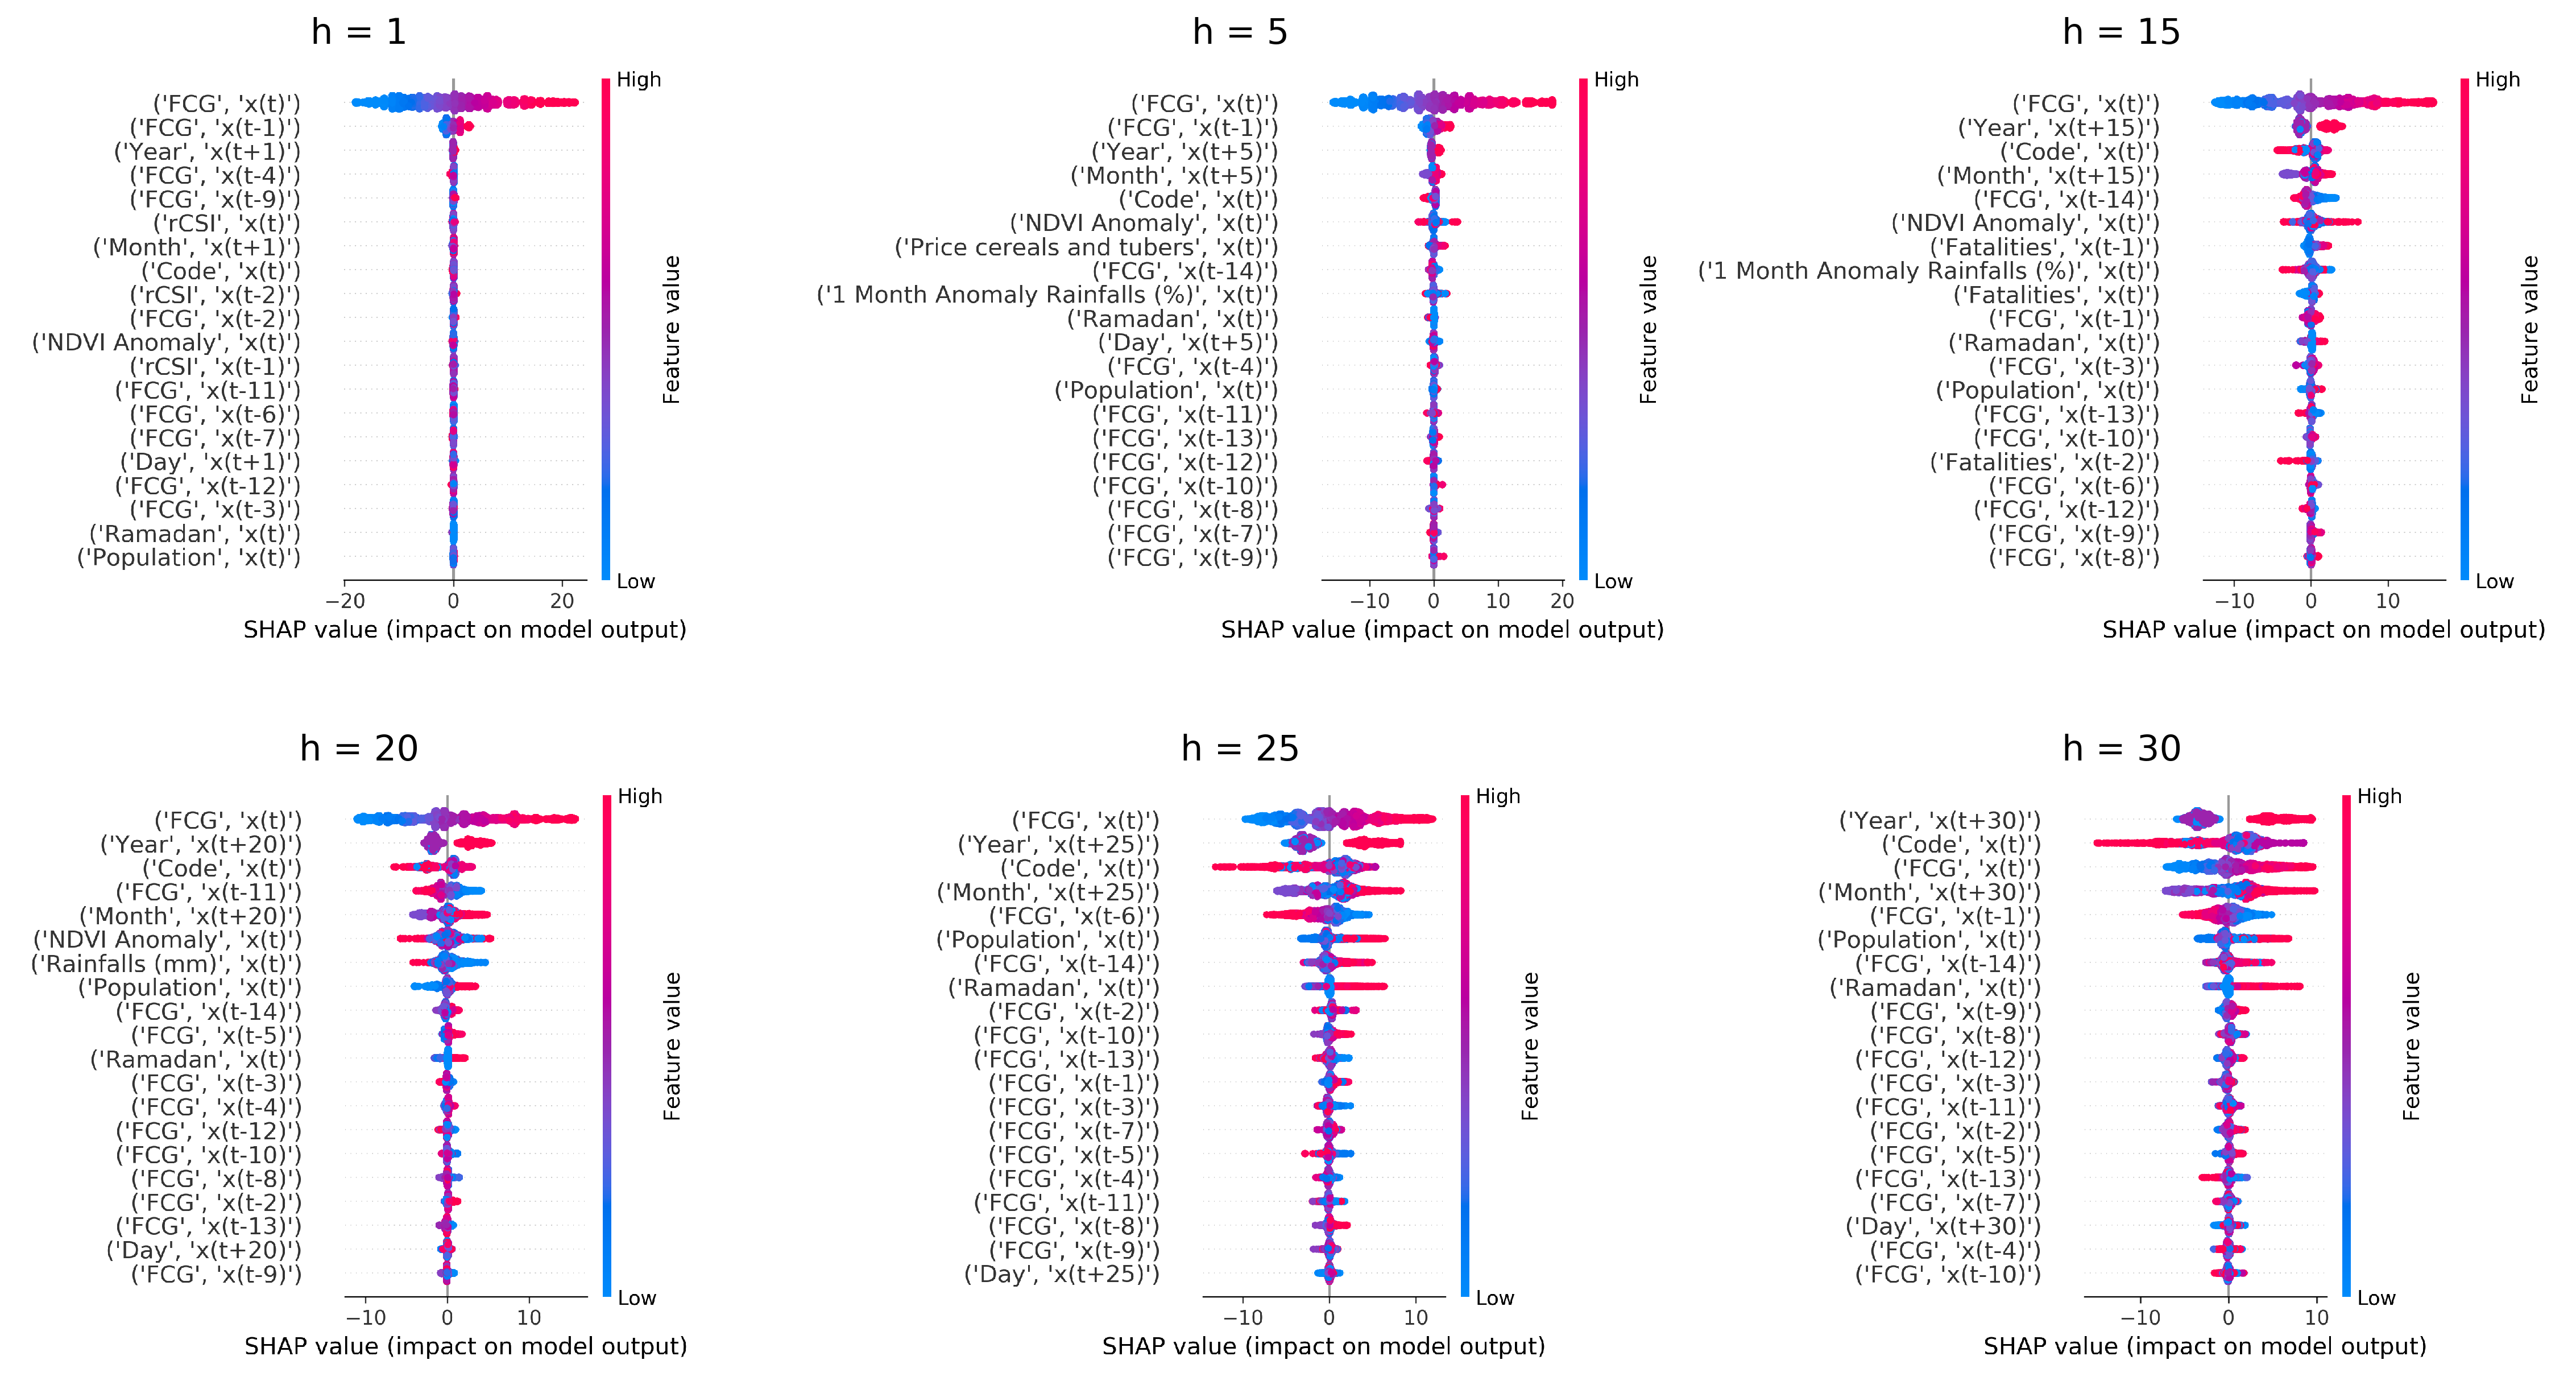 h = 1
High
('FCG', 'x(t)')
('FCG', 'x(t-1)')
('Year', 'x(t+1)')
('FCG', 'x(t-4)')
('FCG', 'x(t-9)')
('rCSI', 'x(t)')
('Month', 'x(t+1)')
('Code', 'x(t)')
('rCSI', 'x(t-2)')
('FCG', 'x(t-2)')
('NDVI Anomaly', 'x(t)')
('rCSI', 'x(t-1)')
('FCG', 'x(t-11)')
('FCG', 'x(t-6)')
('FCG', 'x(t-7)')
('Day', 'x(t+1)')
('FCG', 'x(t-12)')
('FCG', 'x(t-3)')
('Ramadan', 'x(t)')
('Population', 'x(t)')
Feature value
Low
−20 0 20
SHAP value (impact on model output)
h = 5
High
('FCG', 'x(t)')
('FCG', 'x(t-1)')
('Year', 'x(t+5)')
('Month', 'x(t+5)')
('Code', 'x(t)')
('NDVI Anomaly', 'x(t)')
('Price cereals and tubers', 'x(t)')
('FCG', 'x(t-14)')
('1 Month Anomaly Rainfalls (%)', 'x(t)')
('Ramadan', 'x(t)')
('Day', 'x(t+5)')
('FCG', 'x(t-4)')
('Population', 'x(t)')
('FCG', 'x(t-11)')
('FCG', 'x(t-13)')
('FCG', 'x(t-12)')
('FCG', 'x(t-10)')
('FCG', 'x(t-8)')
('FCG', 'x(t-7)')
('FCG', 'x(t-9)')
Feature value
Low
−10 0 10 20
SHAP value (impact on model output)
h = 15
High
('FCG', 'x(t)')
('Year', 'x(t+15)')
('Code', 'x(t)')
('Month', 'x(t+15)')
('FCG', 'x(t-14)')
('NDVI Anomaly', 'x(t)')
('Fatalities', 'x(t-1)')
('1 Month Anomaly Rainfalls (%)', 'x(t)')
('Fatalities', 'x(t)')
('FCG', 'x(t-1)')
('Ramadan', 'x(t)')
('FCG', 'x(t-3)')
('Population', 'x(t)')
('FCG', 'x(t-13)')
('FCG', 'x(t-10)')
('Fatalities', 'x(t-2)')
('FCG', 'x(t-6)')
('FCG', 'x(t-12)')
('FCG', 'x(t-9)')
('FCG', 'x(t-8)')
Feature value
Low
−10 0 10
SHAP value (impact on model output)
h = 20
High
('FCG', 'x(t)')
('Year', 'x(t+20)')
('Code', 'x(t)')
('FCG', 'x(t-11)')
('Month', 'x(t+20)')
('NDVI Anomaly', 'x(t)')
('Rainfalls (mm)', 'x(t)')
('Population', 'x(t)')
('FCG', 'x(t-14)')
('FCG', 'x(t-5)')
('Ramadan', 'x(t)')
('FCG', 'x(t-3)')
('FCG', 'x(t-4)')
('FCG', 'x(t-12)')
('FCG', 'x(t-10)')
('FCG', 'x(t-8)')
('FCG', 'x(t-2)')
('FCG', 'x(t-13)')
('Day', 'x(t+20)')
('FCG', 'x(t-9)')
Feature value
Low
−10 0 10
SHAP value (impact on model output)
h = 25
High
('FCG', 'x(t)')
('Year', 'x(t+25)')
('Code', 'x(t)')
('Month', 'x(t+25)')
('FCG', 'x(t-6)')
('Population', 'x(t)')
('FCG', 'x(t-14)')
('Ramadan', 'x(t)')
('FCG', 'x(t-2)')
('FCG', 'x(t-10)')
('FCG', 'x(t-13)')
('FCG', 'x(t-1)')
('FCG', 'x(t-3)')
('FCG', 'x(t-7)')
('FCG', 'x(t-5)')
('FCG', 'x(t-4)')
('FCG', 'x(t-11)')
('FCG', 'x(t-8)')
('FCG', 'x(t-9)')
('Day', 'x(t+25)')
Feature value
Low
−10 0 10
SHAP value (impact on model output)
h = 30
High
('Year', 'x(t+30)')
('Code', 'x(t)')
('FCG', 'x(t)')
('Month', 'x(t+30)')
('FCG', 'x(t-1)')
('Population', 'x(t)')
('FCG', 'x(t-14)')
('Ramadan', 'x(t)')
('FCG', 'x(t-9)')
('FCG', 'x(t-8)')
('FCG', 'x(t-12)')
('FCG', 'x(t-3)')
('FCG', 'x(t-11)')
('FCG', 'x(t-2)')
('FCG', 'x(t-5)')
('FCG', 'x(t-13)')
('FCG', 'x(t-7)')
('Day', 'x(t+30)')
('FCG', 'x(t-4)')
('FCG', 'x(t-10)')
Feature value
Low
−10 0 10
SHAP value (impact on model output)